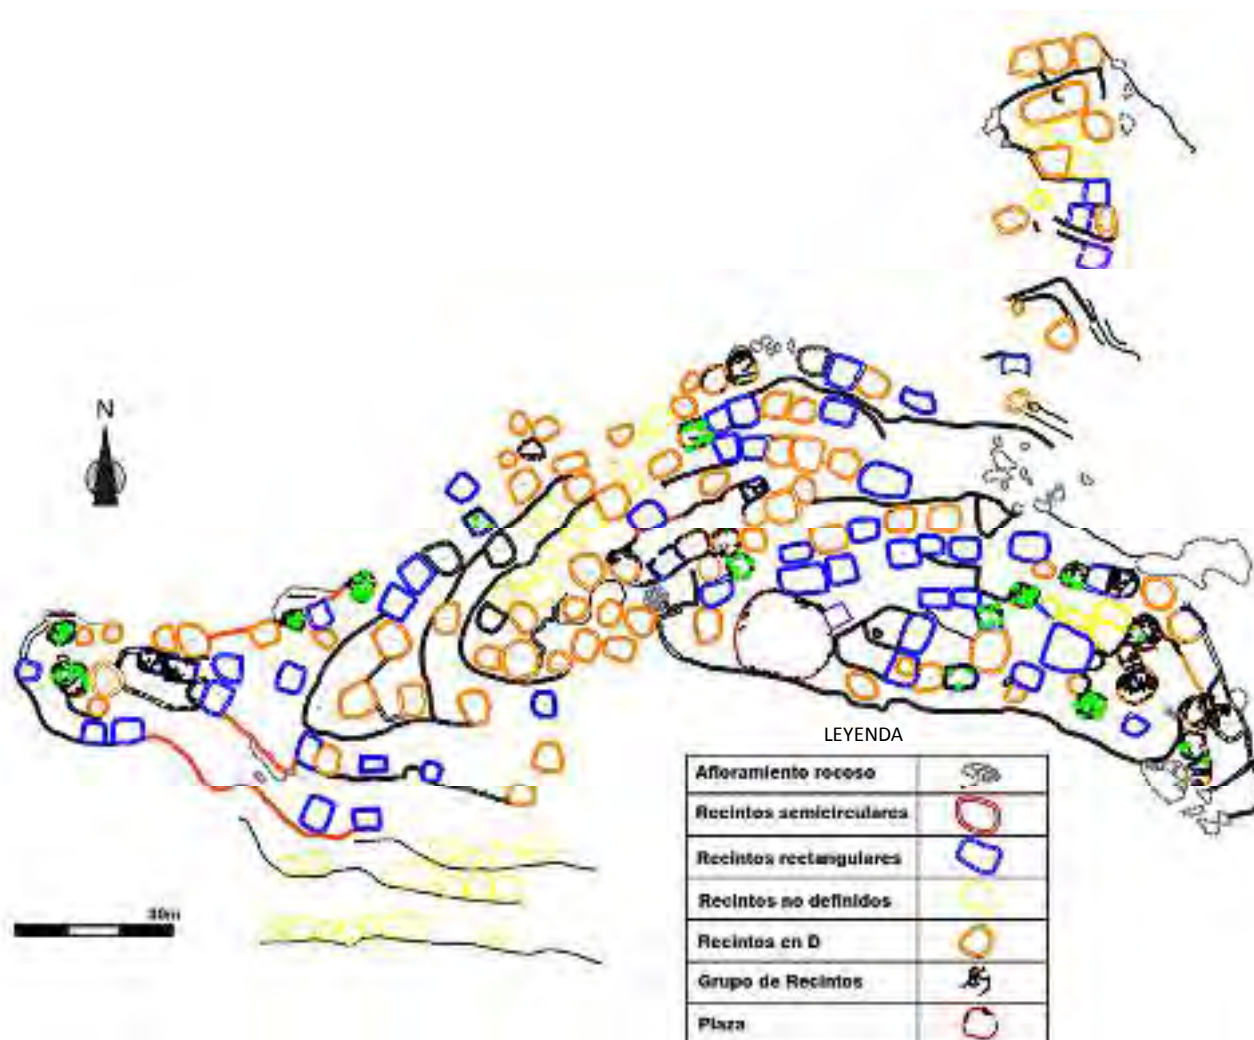 N
LEYENDA
Afloramiento rocoso
Recintos semicirculares
Recintos rectangulares
Recintos no definidos
30m
Recintos en D
Grupo de Recintos
Plaza